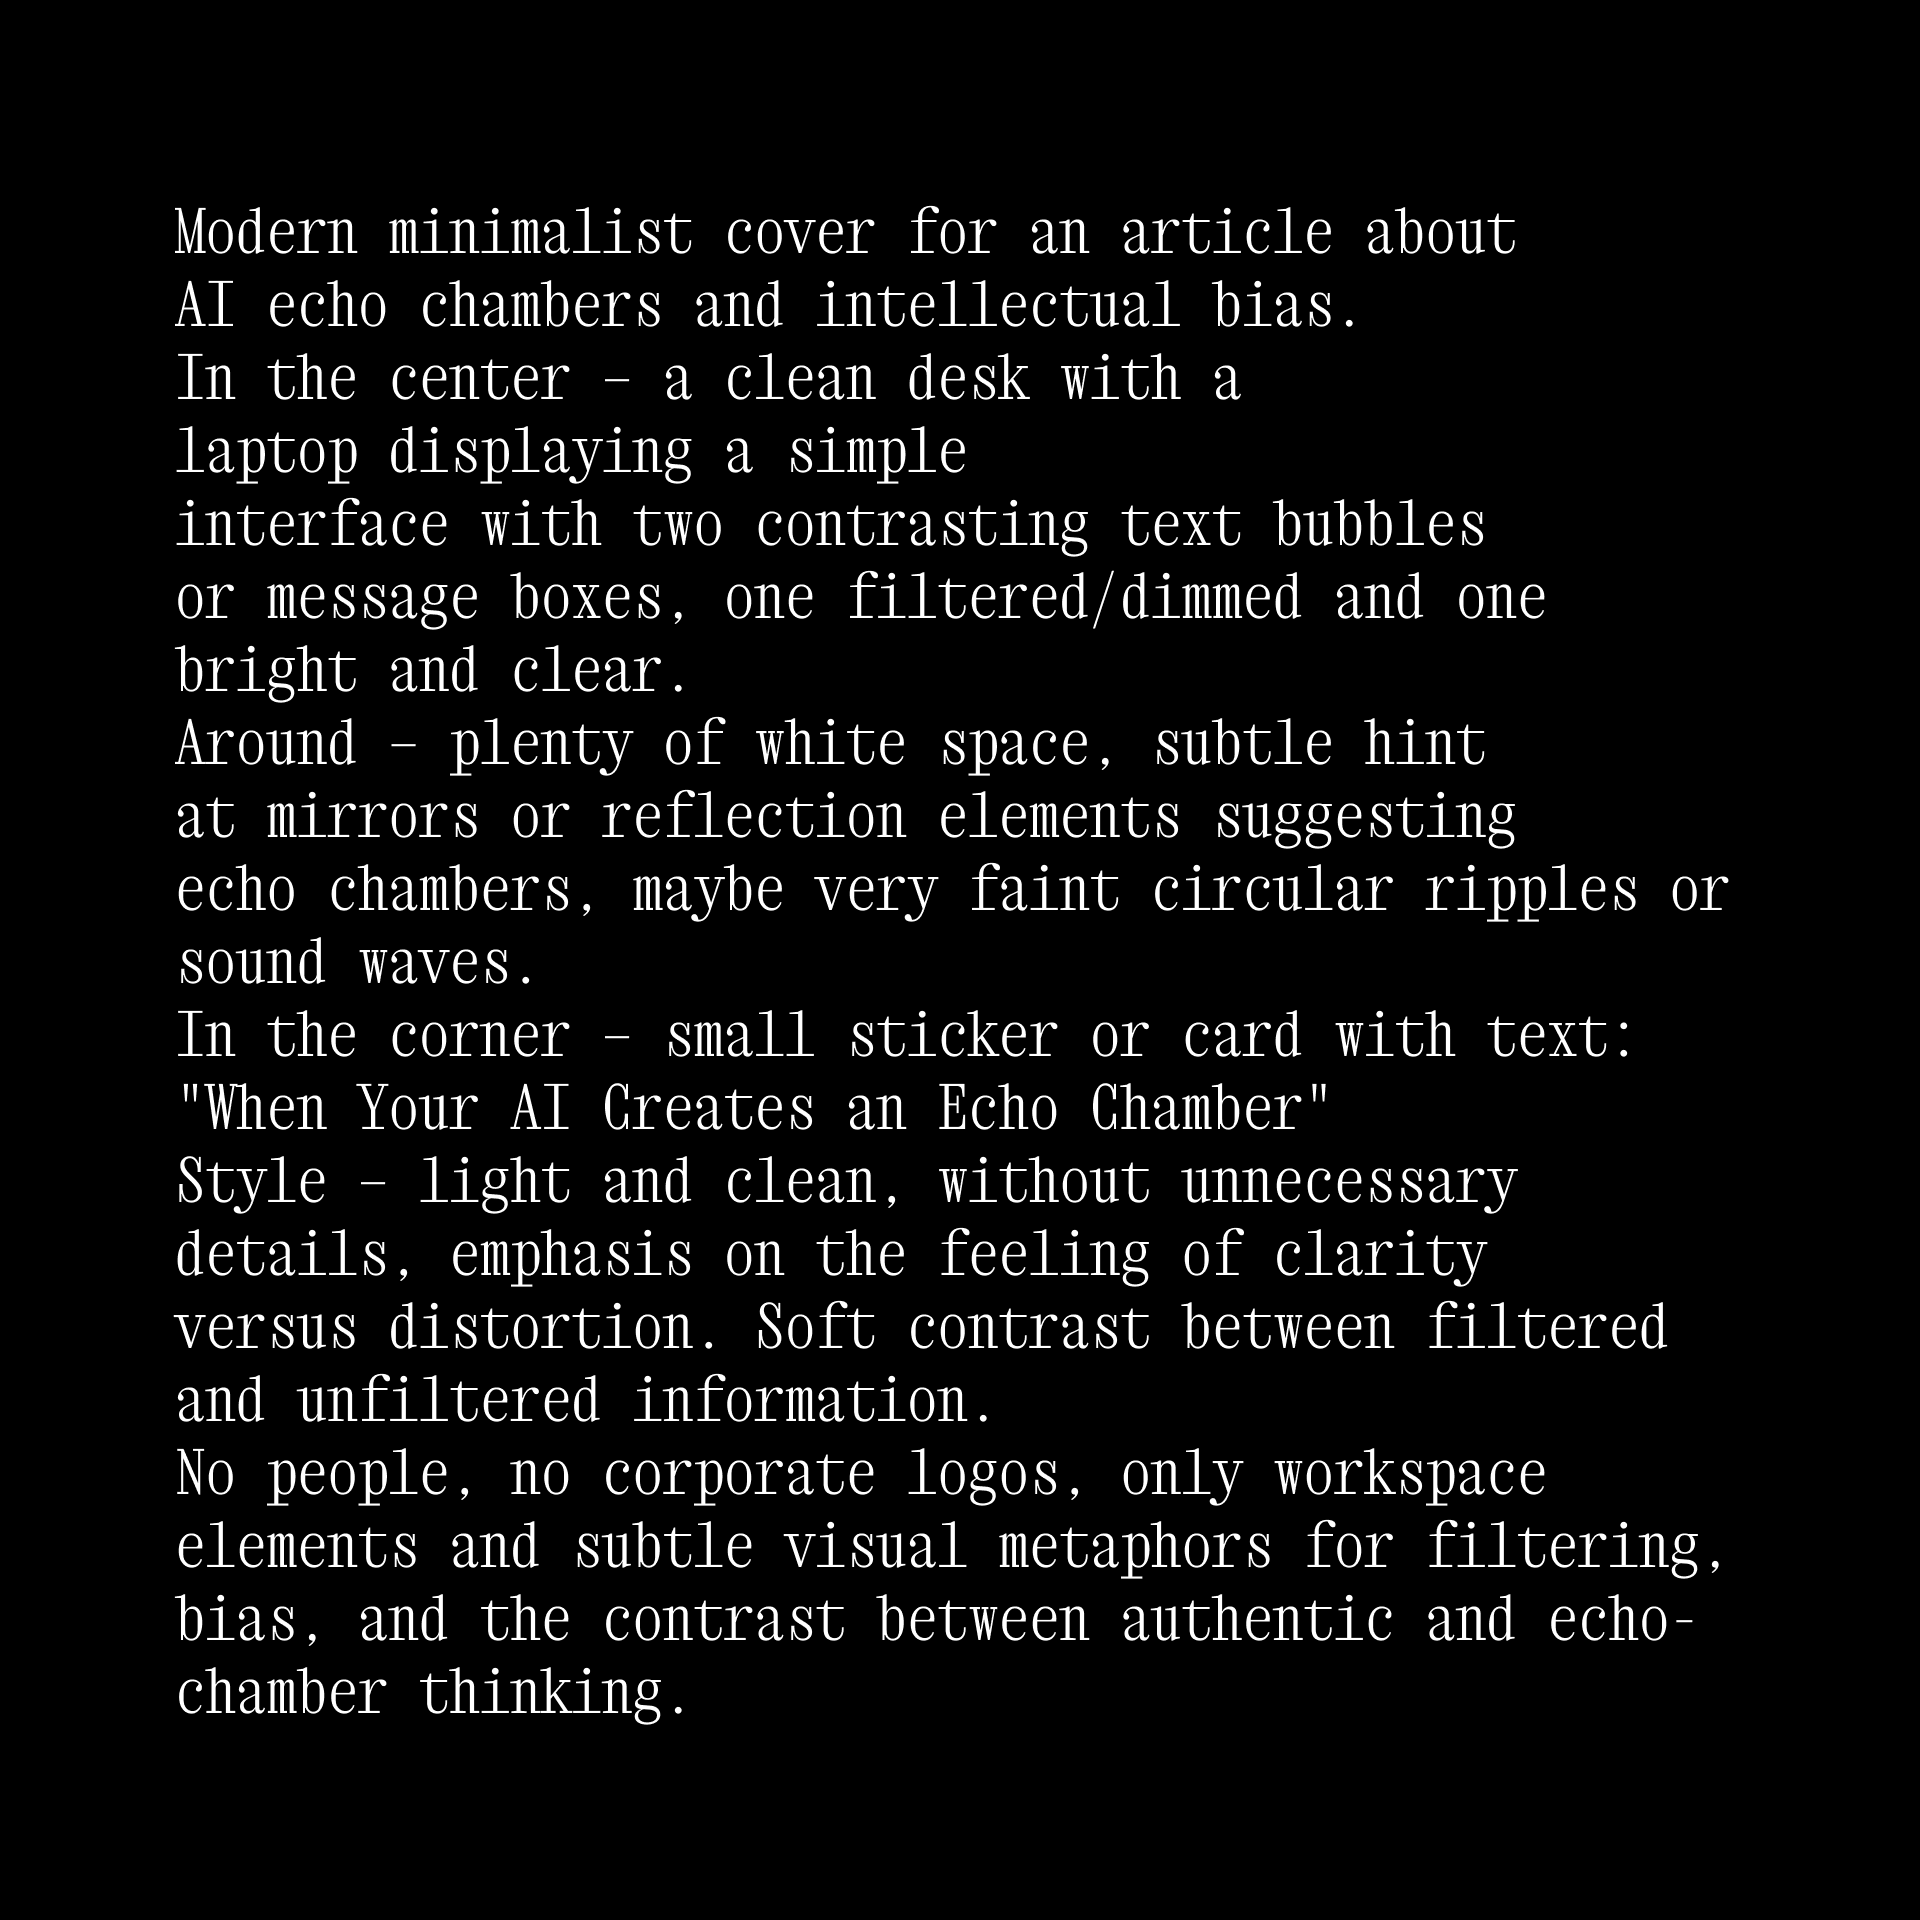 Modern minimalist cover for an article about
AI echo chambers and intellectual bias.
In the center – a clean desk with a
laptop displaying a simple
interface with two contrasting text bubbles
or message boxes, one filtered/dimmed and one
bright and clear.
Around – plenty of white space, subtle hint
at mirrors or reflection elements suggesting
echo chambers, maybe very faint circular ripples or
sound waves.
In the corner – small sticker or card with text:
"When Your AI Creates an Echo Chamber"
Style – light and clean, without unnecessary
details, emphasis on the feeling of clarity
versus distortion. Soft contrast between filtered
and unfiltered information.
No people, no corporate logos, only workspace
elements and subtle visual metaphors for filtering,
bias, and the contrast between authentic and echo-
chamber thinking.